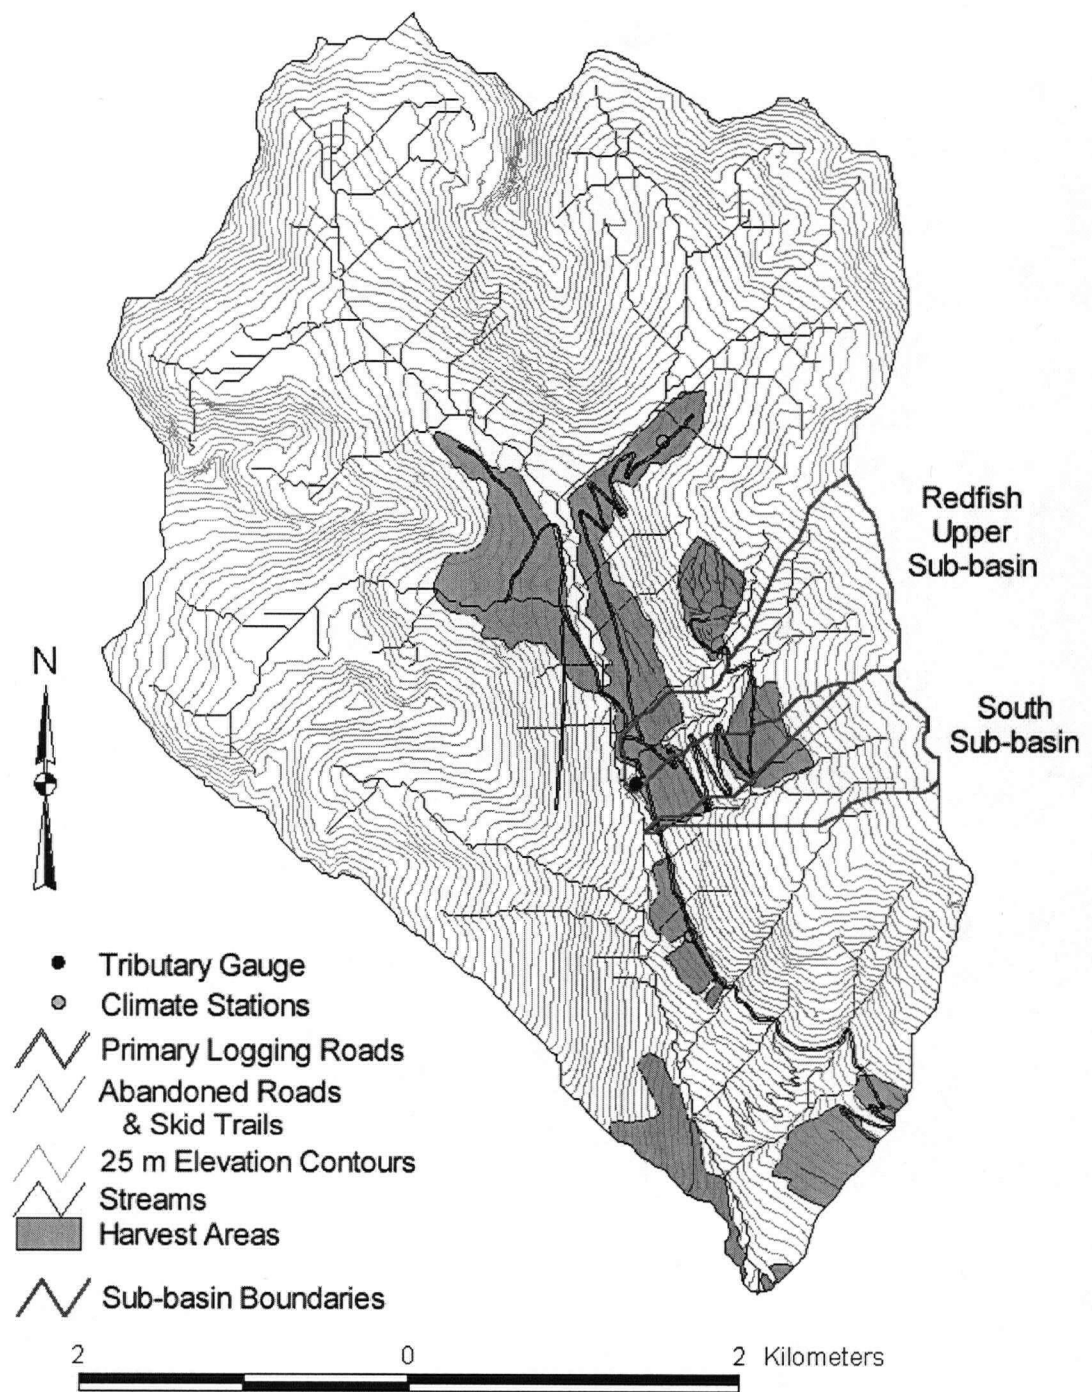 Redfish
Upper
Sub-basin
N
South
Sub-basin
Tributary Gauge
Climate Stations
Primary Logging Roads
Abandoned Roads
& Skid Trails
25 m Elevation Contours
Streams
Harvest Areas
Sub-basin Boundaries
2 0 2 Kilometers